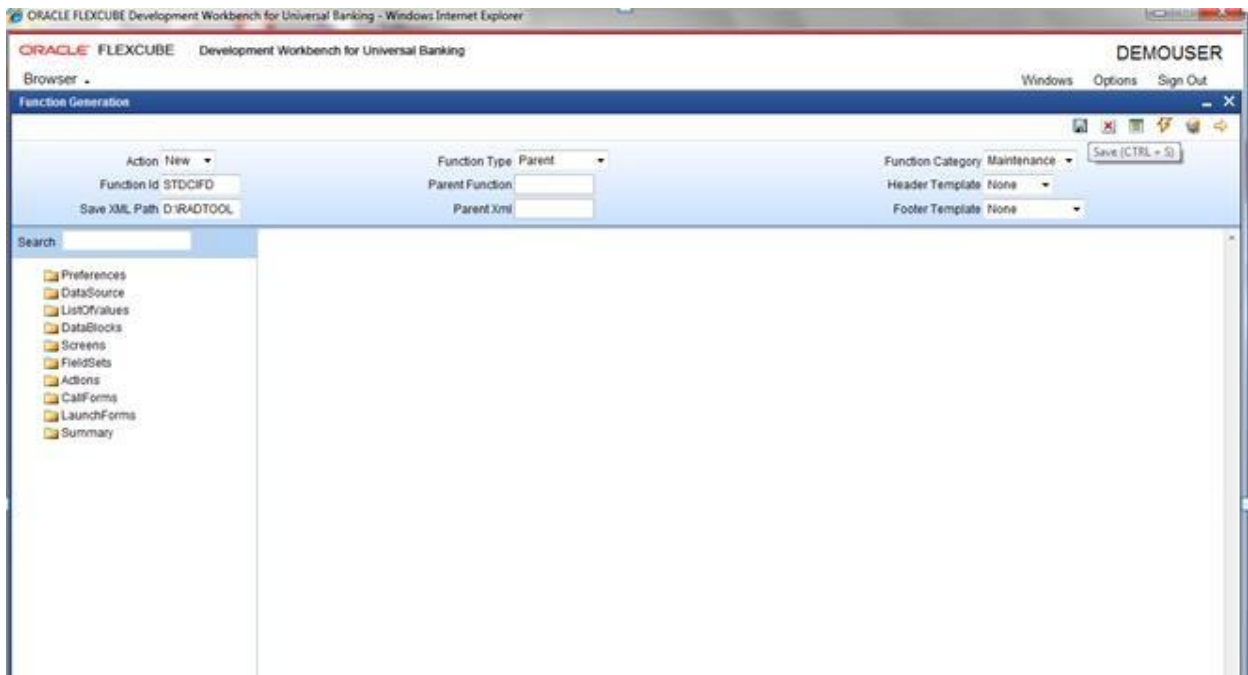 ORACLE FLEXCUBE Development Workbench for Universal Banking - Windows Internet Explorer
ORACLE FLEXCUBE Development Workbench for Universal Banking
DEMOUSER
Browser
Windows Options Sign Out
Function Generation
Action New
Function Type Parent
Function Category Maintenance
Save (CTRL + S)
Function Id STDCIFD
Parent Function
Header Template None
Save XML Path D:\RADTOOL
Parent Xml
Footer Template None
Search
Preferences
DataSource
ListOfValues
DataBlocks
Screens
FieldSets
Actions
CallForms
LaunchForms
Summary